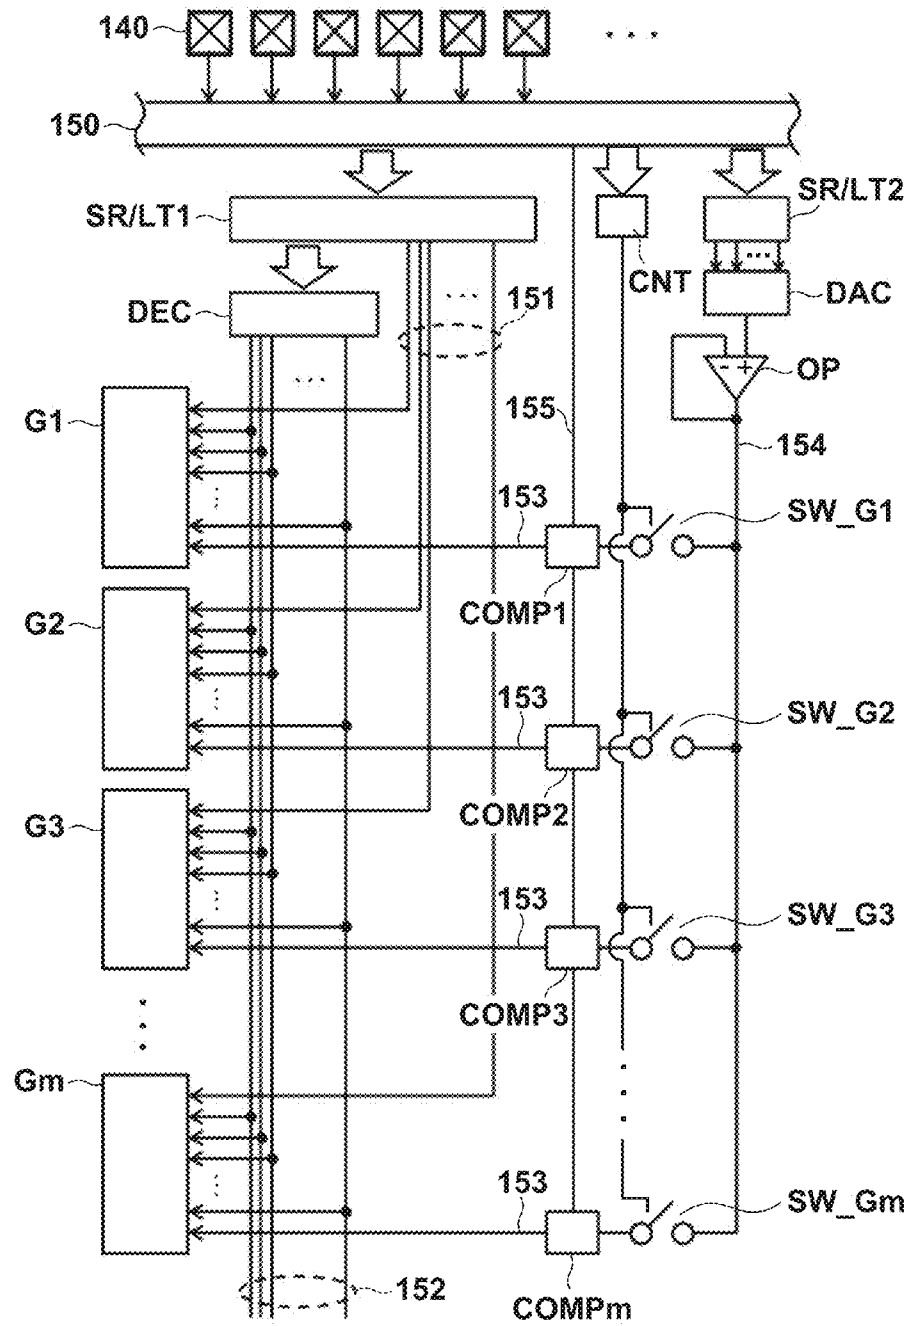 140
150
SR/LT1
SR/LT2
CNT
151
DEC
DAC
OP
G1
155
154
153
SW_G1
COMP1
G2
153
SW_G2
COMP2
G3
153
SW_G3
COMP3
Gm
153
SW_Gm
152
COMPm